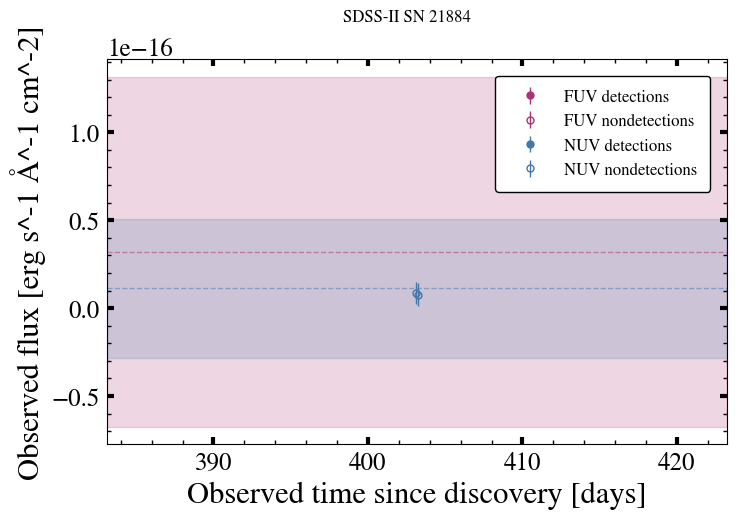 SDSS-II SN 21884
1e−16
Observed flux [erg s^-1 Å^-1 cm^-2]
1.0
0.5
0.0
−0.5
FUV detections
FUV nondetections
NUV detections
NUV nondetections
390
400
410
420
Observed time since discovery [days]